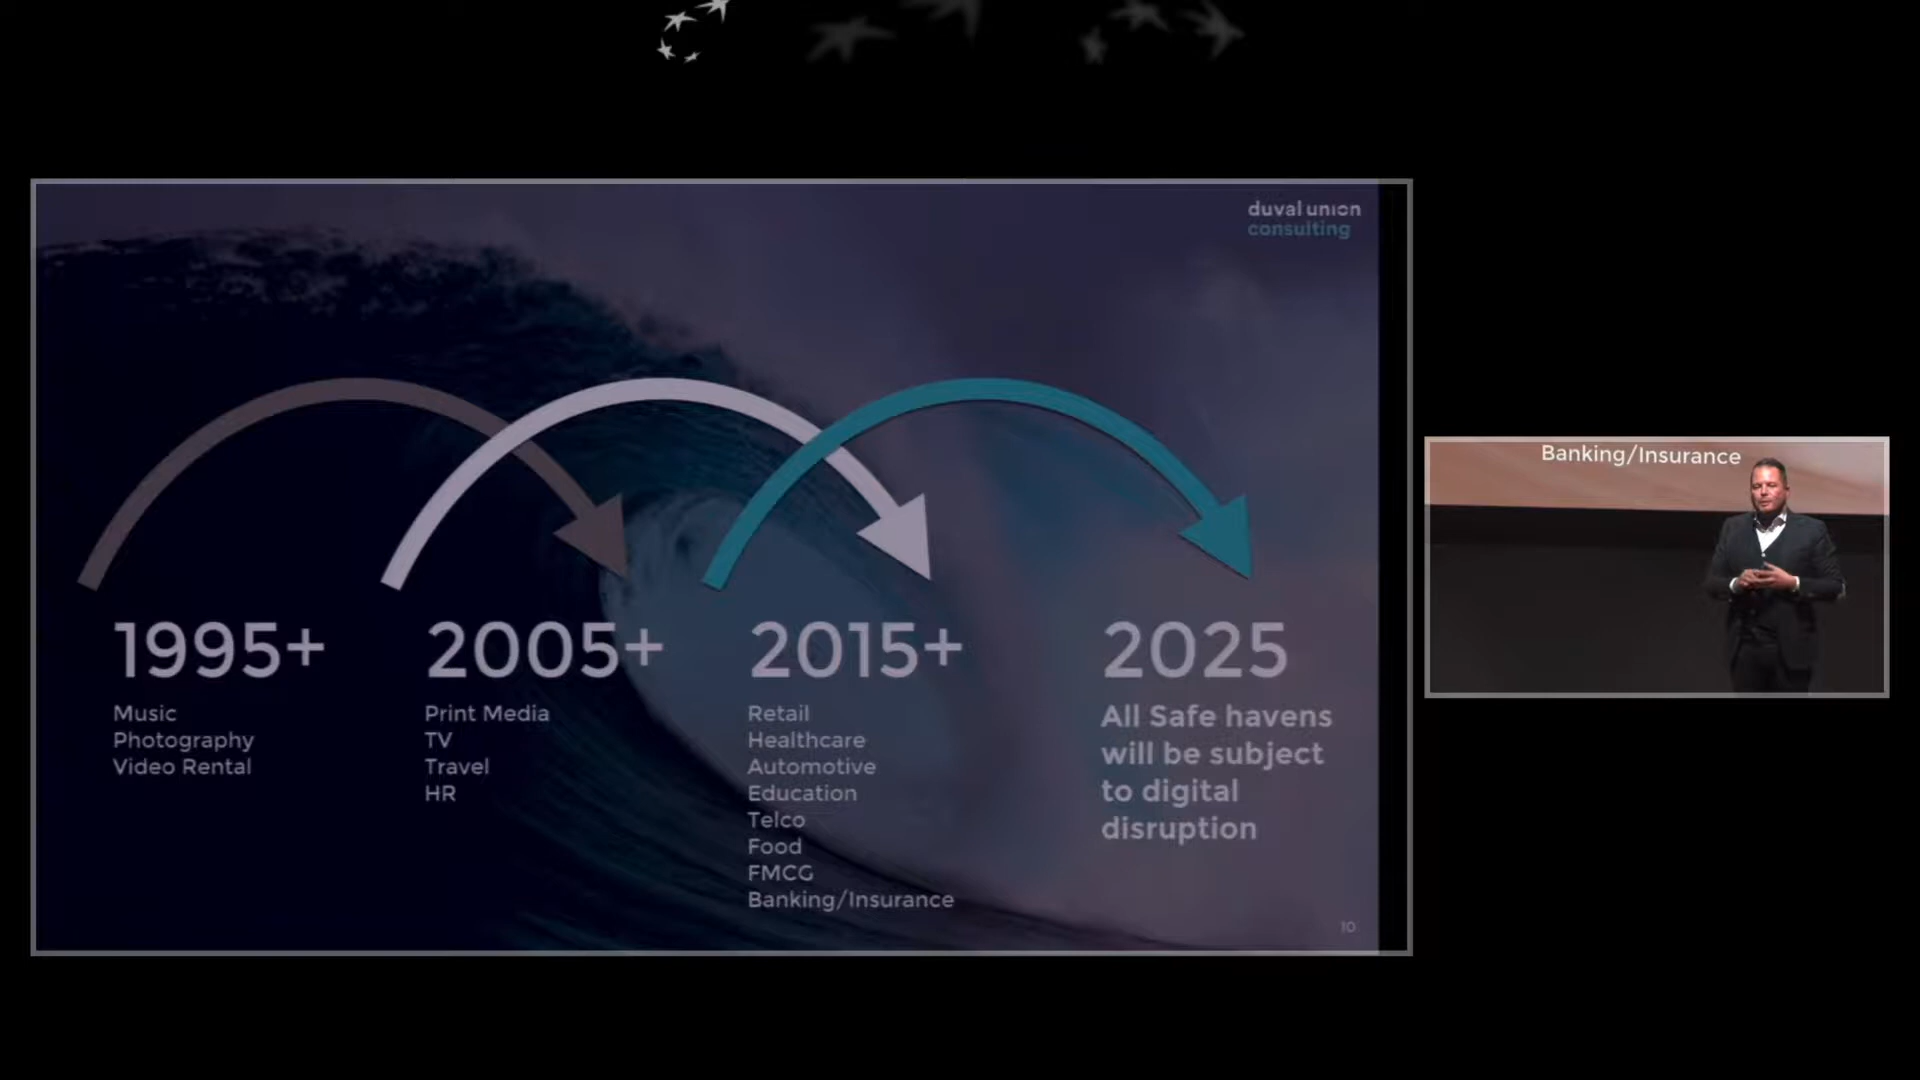 duval union
consulting
1995+
Music
Photography
Video Rental
2005+
Print Media
TV
Travel
HR
2015+
Retail
Healthcare
Automotive
Education
Telco
Food
FMCG
Banking/Insurance
2025
All Safe havens
will be subject
to digital
disruption
10
Banking/Insurance